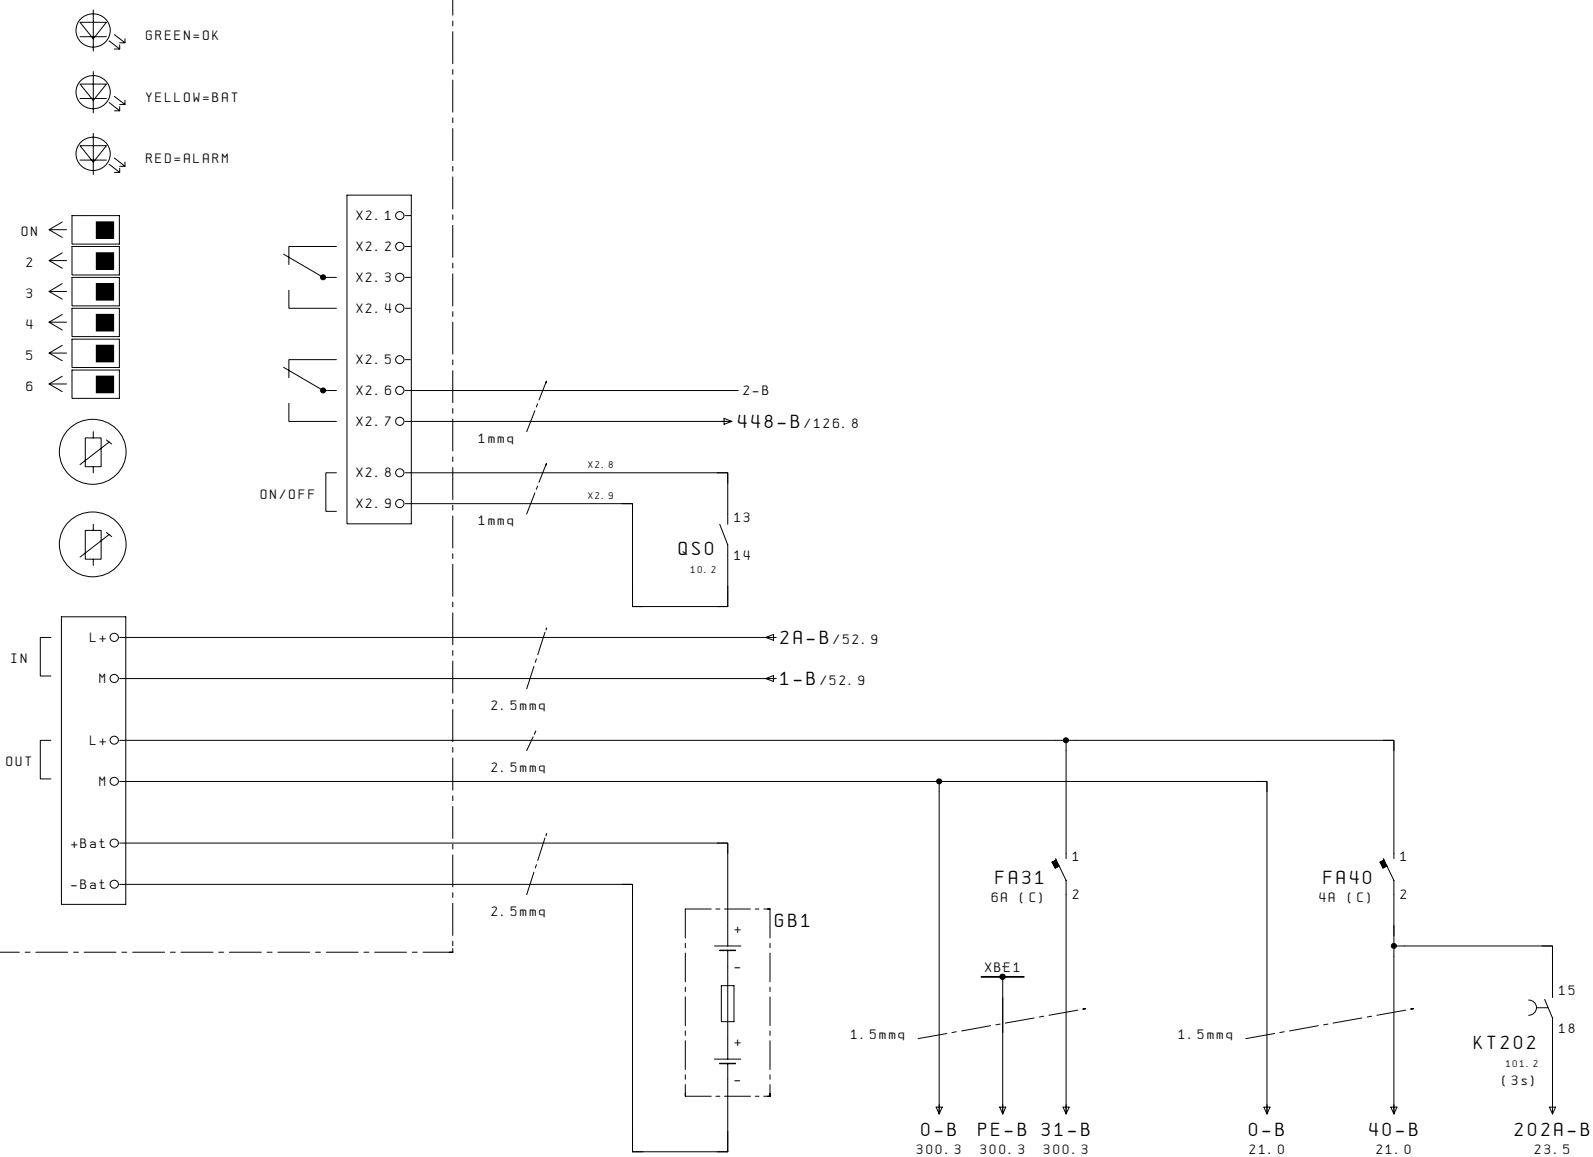 GREEN=OK
YELLOW=BAT
RED=ALARM
ON
2
3
4
5
6
X2.1
X2.2
X2.3
X2.4
X2.5
X2.6
X2.7
X2.8
X2.9
ON/OFF
2-B
448-B/126.8
1mmq
X2.8
X2.9
1mmq
13
QS0
14
10.2
IN
L+
M
2A-B/52.9
1-B/52.9
2.5mmq
OUT
L+
M
2.5mmq
+Bat
-Bat
2.5mmq
GB1
+
-
+
-
FA31
6A (C)
1
2
FA40
4A (C)
1
2
XBE1
1.5mmq
1.5mmq
15
18
KT202
101.2
(3s)
0-B
300.3
PE-B
300.3
31-B
300.3
0-B
21.0
40-B
21.0
202A-B
23.5